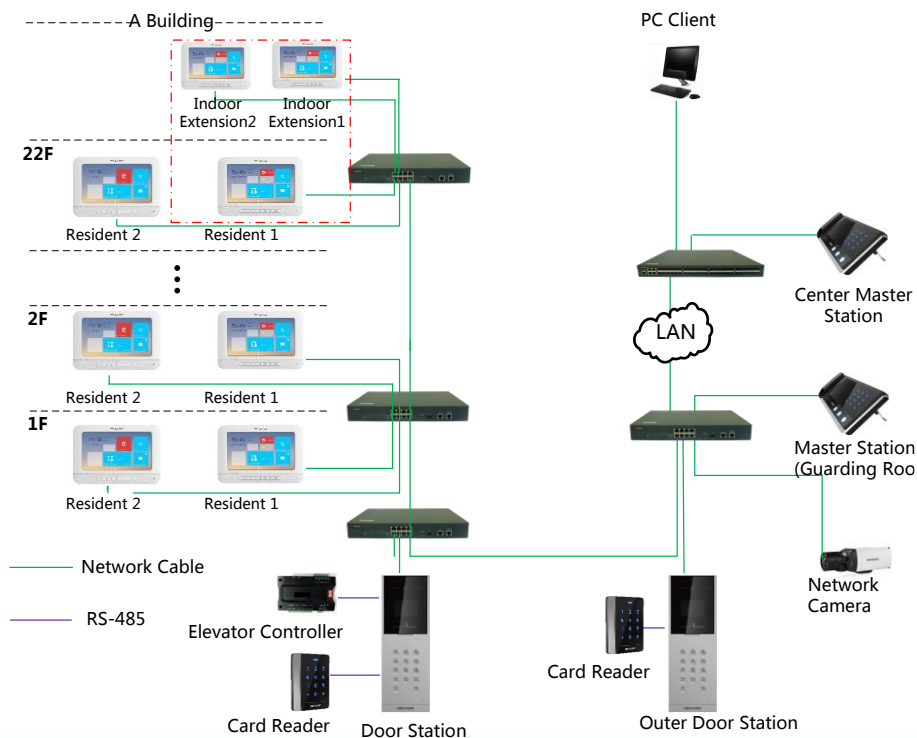 A Building
PC Client
Indoor
Extension2
Indoor
Extension1
22F
Resident 2
Resident 1
Center Master
Station
LAN
2F
Resident 2
Resident 1
1F
Master Station
(Guarding Roo
Resident 2
Resident 1
Network Cable
RS-485
Elevator Controller
Card Reader
Door Station
Card Reader
Outer Door Station
Network
Camera